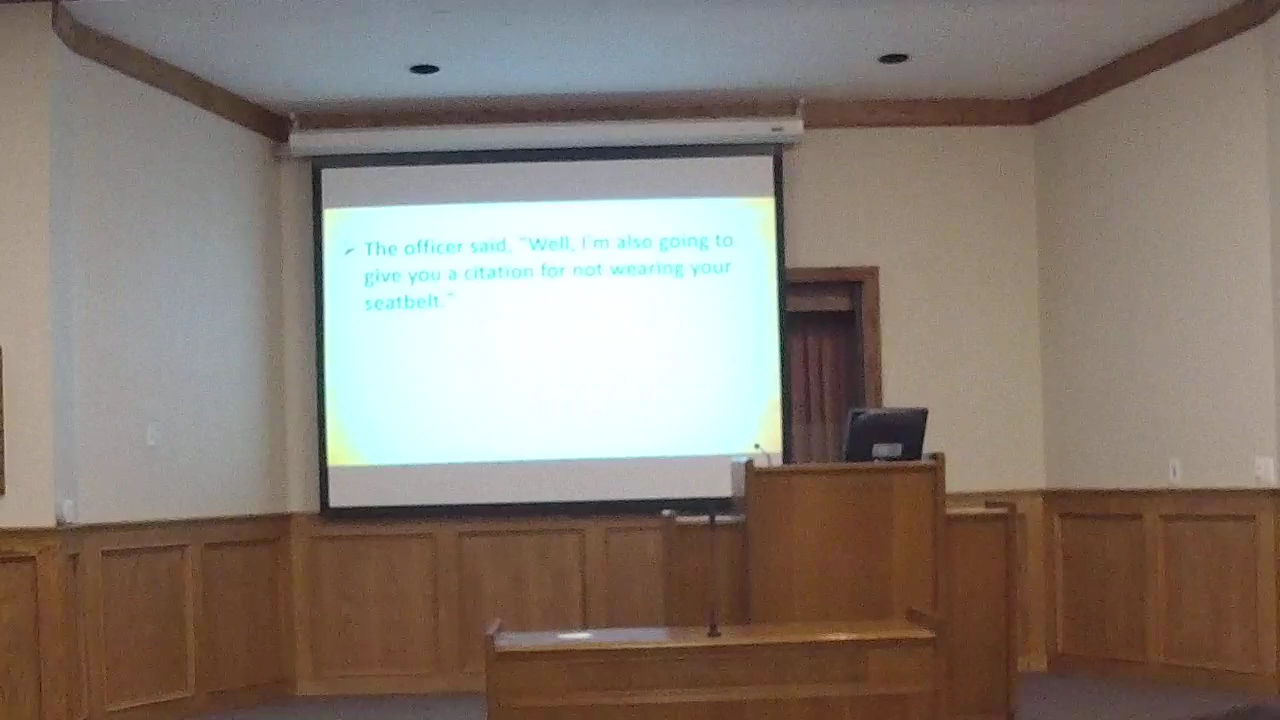 The officer said, "Well, I'm also going to
give you a citation for not wearing your
seatbelt."